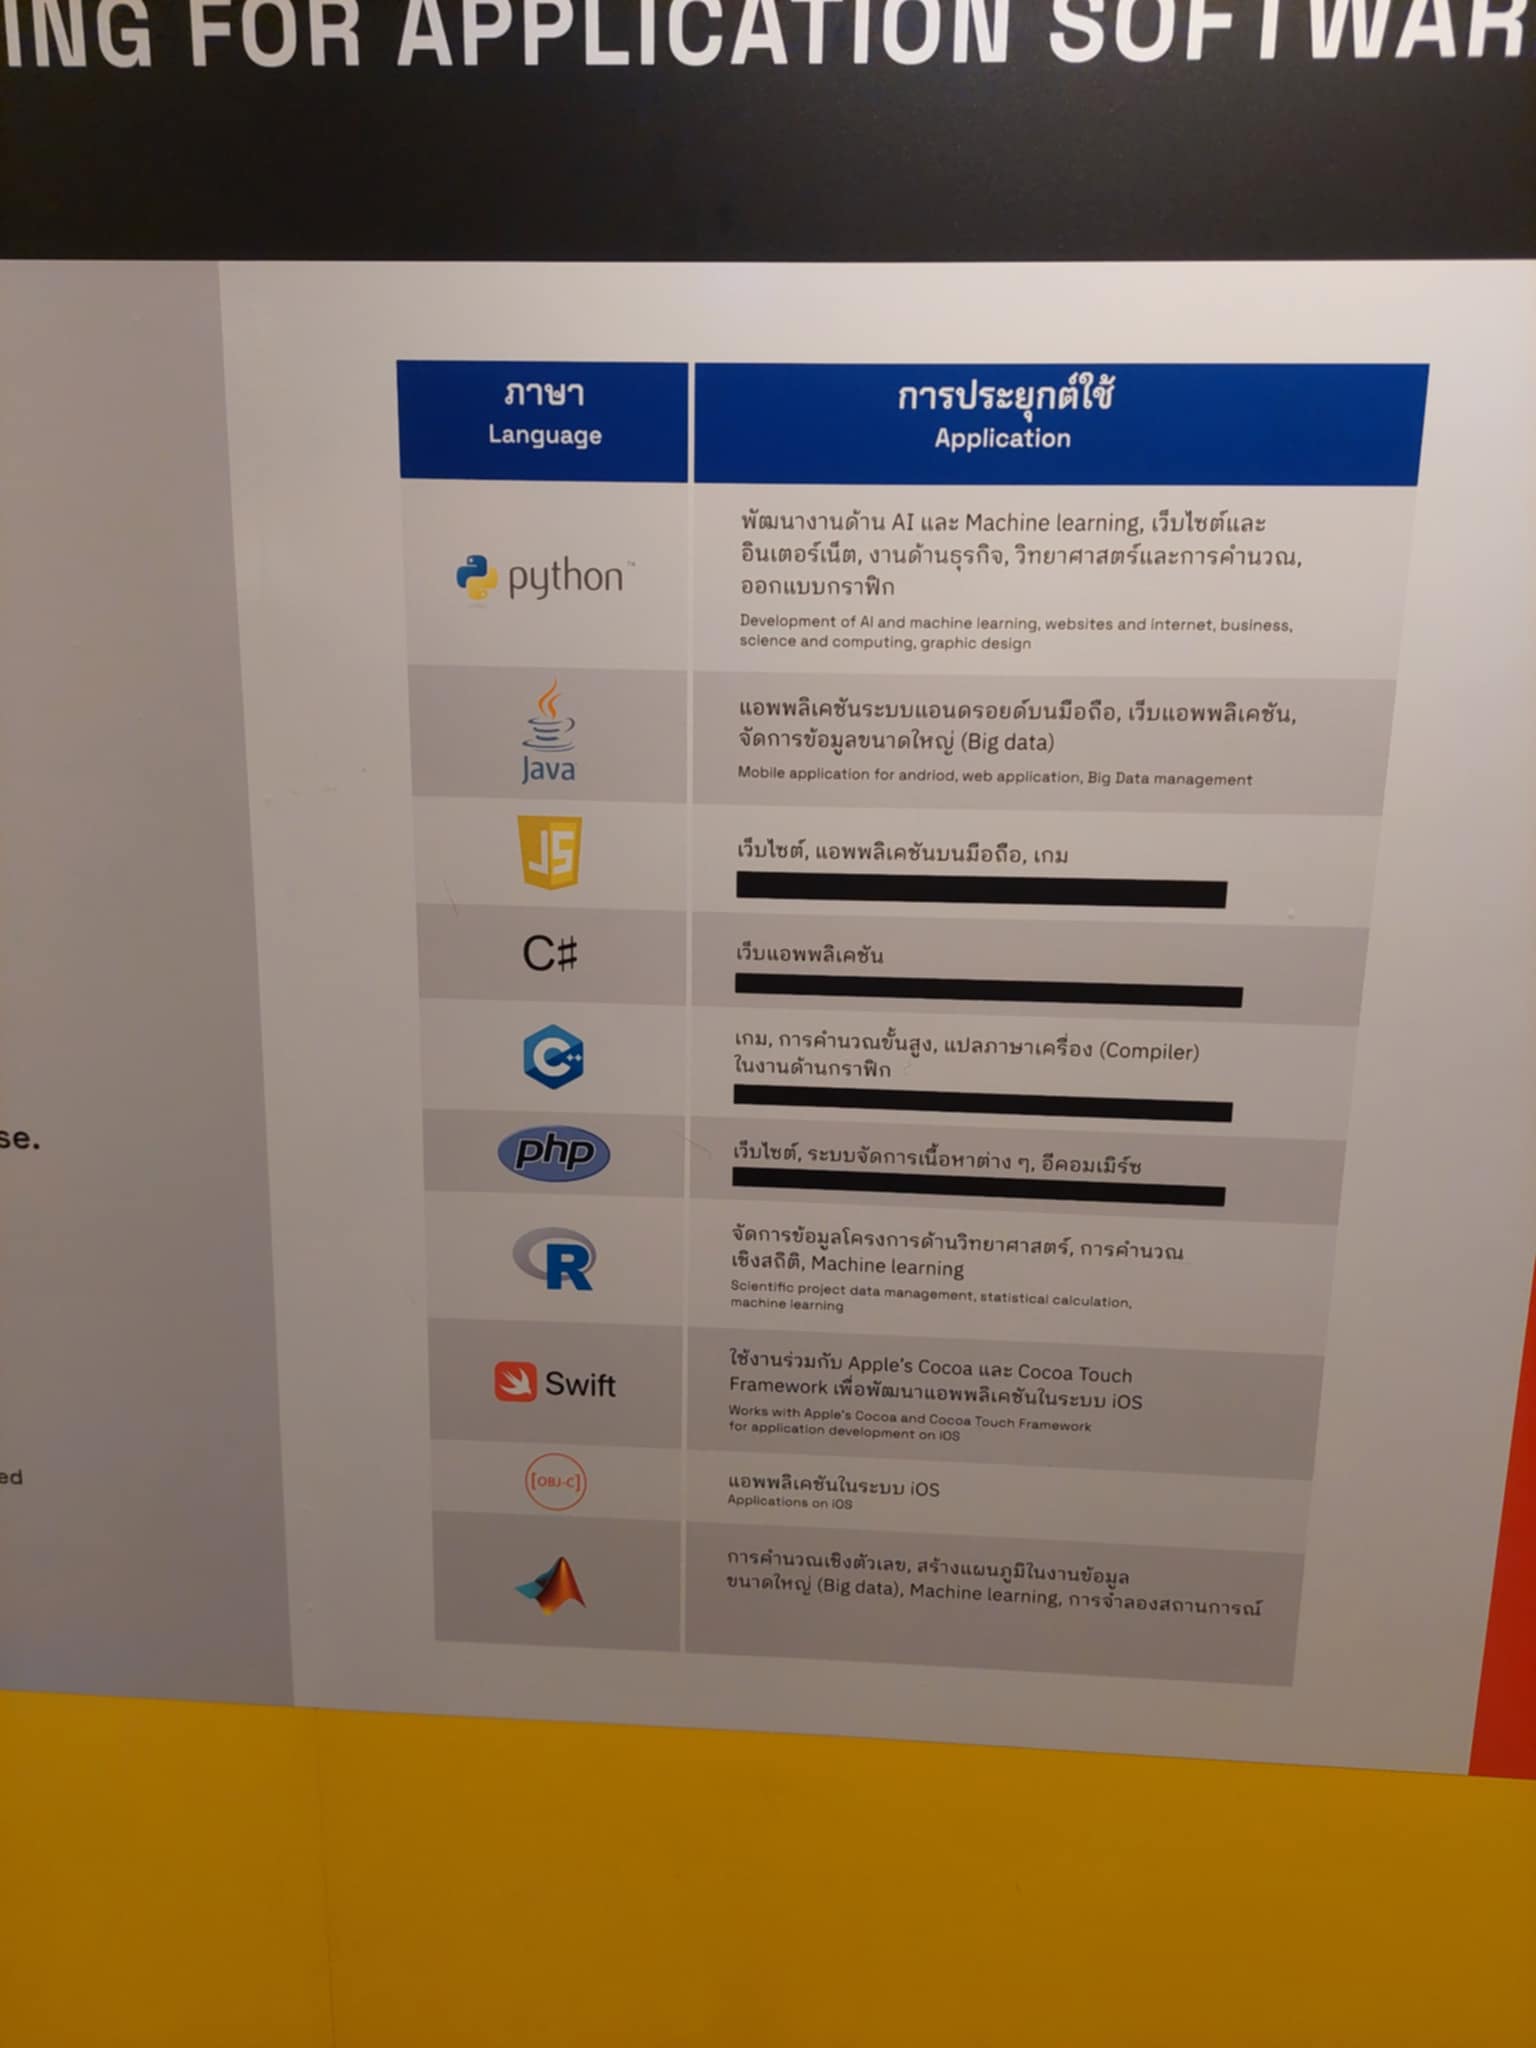 ING FOR APPLICATION SOFTWAR
ภาษา
Language
การประยุกต์ใช้
Application
python™
พัฒนางานด้าน AI และ Machine learning, เว็บไซต์และ
อินเตอร์เน็ต, งานด้านธุรกิจ, วิทยาศาสตร์และการคำนวณ,
ออกแบบกราฟิก
Development of AI and machine learning, websites and internet, business,
science and computing, graphic design
Java
แอพพลิเคชันระบบแอนดรอยด์บนมือถือ, เว็บแอพพลิเคชัน,
จัดการข้อมูลขนาดใหญ่ (Big data)
Mobile application for andriod, web application, Big Data management
JS
เว็บไซต์, แอพพลิเคชันบนมือถือ, เกม
C#
เว็บแอพพลิเคชัน
C++
เกม, การคำนวณขั้นสูง, แปลภาษาเครื่อง (Compiler)
ในงานด้านกราฟิก
php
เว็บไซต์, ระบบจัดการเนื้อหาต่าง ๆ, อีคอมเมิร์ซ
R
จัดการข้อมูลโครงการด้านวิทยาศาสตร์, การคำนวณ
เชิงสถิติ, Machine learning
Scientific project data management, statistical calculation,
machine learning
Swift
ใช้งานร่วมกับ Apple's Cocoa และ Cocoa Touch
Framework เพื่อพัฒนาแอพพลิเคชันในระบบ iOS
Works with Apple's Cocoa and Cocoa Touch Framework
for application development on iOS
[OBJ-C]
แอพพลิเคชันในระบบ iOS
Applications on iOS
การคำนวณเชิงตัวเลข, สร้างแผนภูมิในงานข้อมูล
ขนาดใหญ่ (Big data), Machine learning, การจำลองสถานการณ์
se.
ed